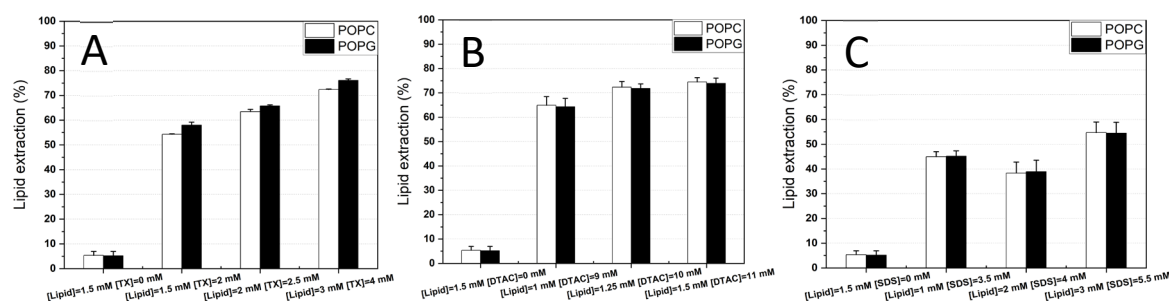 A
POPC
POPG
Lipid extraction (%)
100
90
80
70
60
50
40
30
20
10
0
[Lipid]=1.5 mM [TX]=0 mM
[Lipid]=1.5 mM [TX]=2 mM
[Lipid]=2 mM [TX]=2.5 mM
[Lipid]=3 mM [TX]=4 mM
B
POPC
POPG
Lipid extraction (%)
100
90
80
70
60
50
40
30
20
10
0
[Lipid]=1.5 mM [DTAC]=0 mM
[Lipid]=1 mM [DTAC]=9 mM
[Lipid]=1.25 mM [DTAC]=10 mM
[Lipid]=1.5 mM [DTAC]=11 mM
C
POPC
POPG
Lipid extraction (%)
100
90
80
70
60
50
40
30
20
10
0
[Lipid]=1.5 mM [SDS]=0 mM
[Lipid]=1 mM [SDS]=3.5 mM
[Lipid]=2 mM [SDS]=4 mM
[Lipid]=3 mM [SDS]=5.5 mM